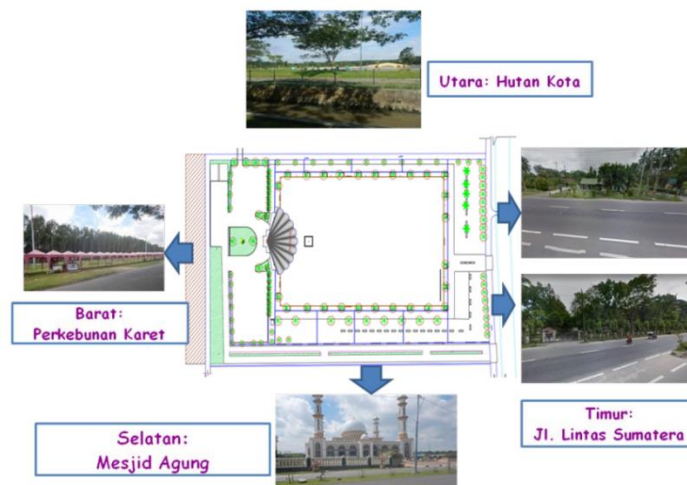 Utara: Hutan Kota
Barat:
Perkebunan Karet
Selatan:
Mesjid Agung
Timur:
Jl. Lintas Sumatera